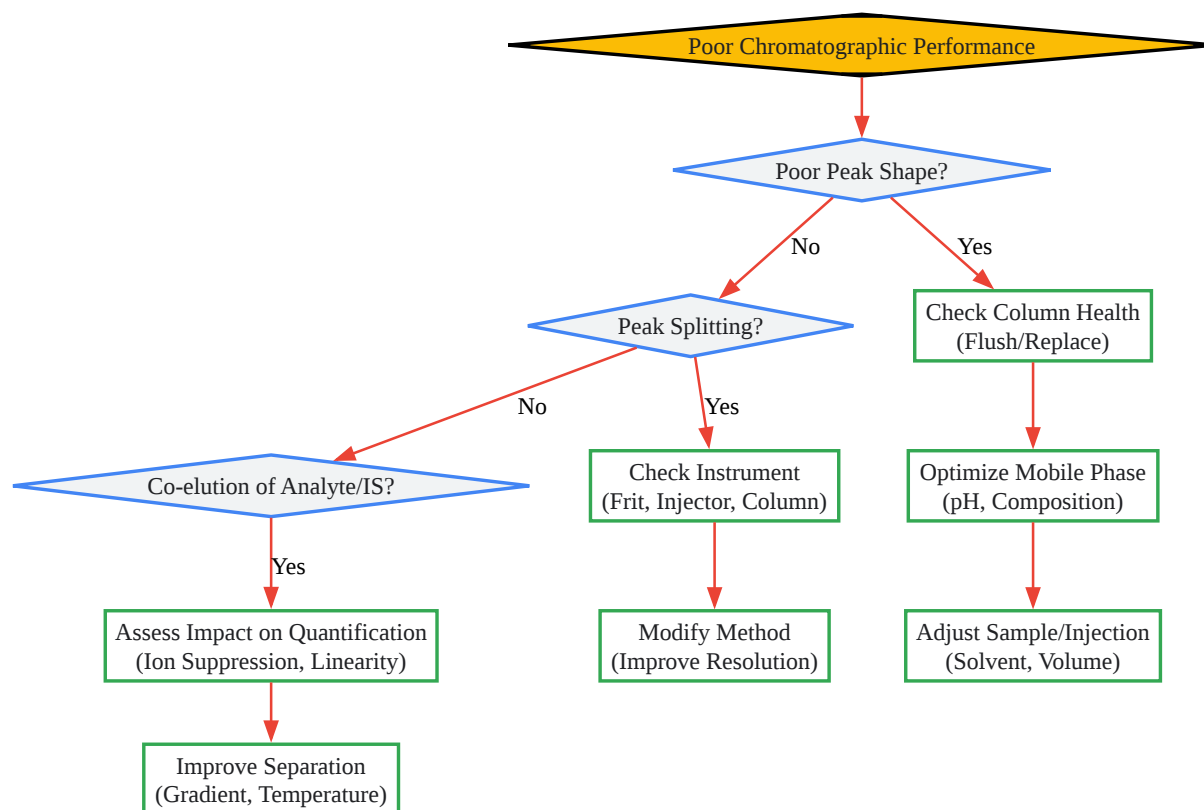 Poor Chromatographic Performance
Poor Peak Shape?
No
Yes
Peak Splitting?
Check Column Health
(Flush/Replace)
No
Yes
Co-elution of Analyte/IS?
Check Instrument
(Frit, Injector, Column)
Optimize Mobile Phase
(pH, Composition)
Yes
Assess Impact on Quantification
(Ion Suppression, Linearity)
Modify Method
(Improve Resolution)
Adjust Sample/Injection
(Solvent, Volume)
Improve Separation
(Gradient, Temperature)